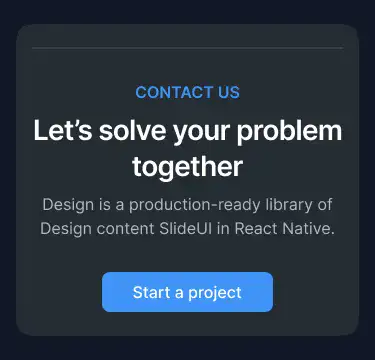 CONTACT US
Let’s solve your problem
together
Design is a production-ready library of
Design content SlideUI in React Native.
Start a project